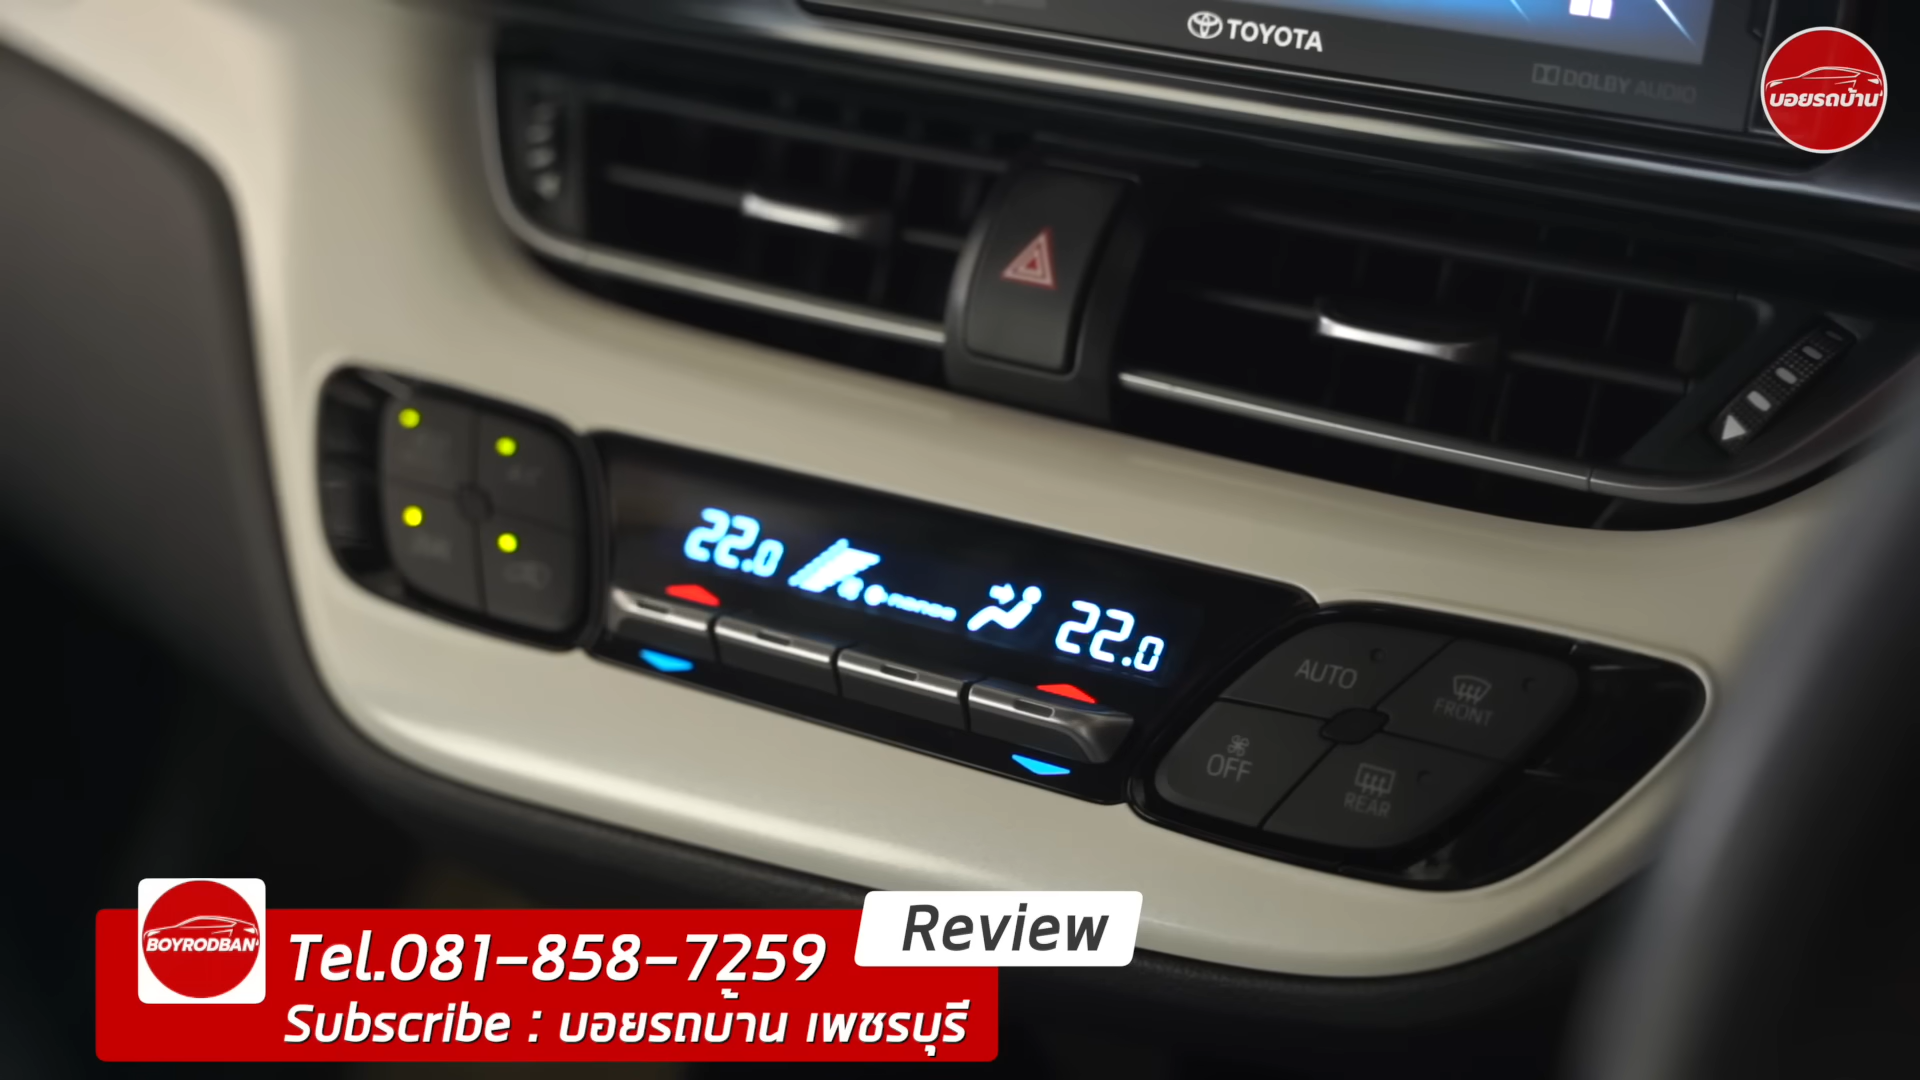 TOYOTA
DOLBY AUDIO
บอยรถบ้าน
22.0
22.0
AUTO
FRONT
OFF
REAR
Review
BOYRODBAN
Tel.081-858-7259
Subscribe : บอยรถบ้าน เพชรบุรี